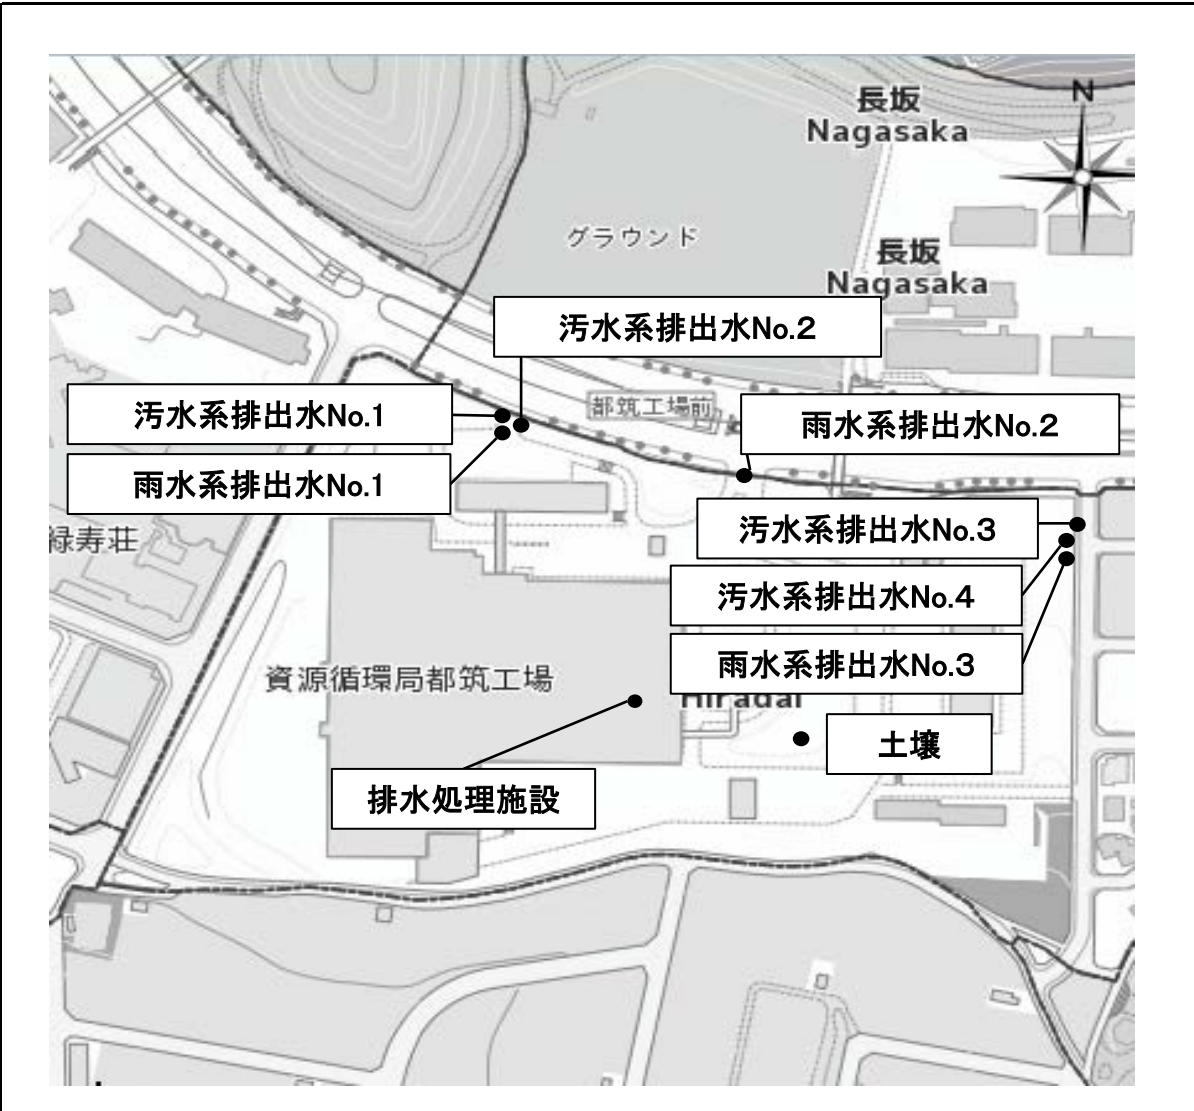 長坂
Nagasaka
N
グラウンド
長坂
Nagasaka
汚水系排出水No.2
汚水系排出水No.1
都筑工場前
雨水系排出水No.2
雨水系排出水No.1
汚水系排出水No.3
緑寿荘
汚水系排出水No.4
雨水系排出水No.3
資源循環局都筑工場
Hiradai
土壌
排水処理施設